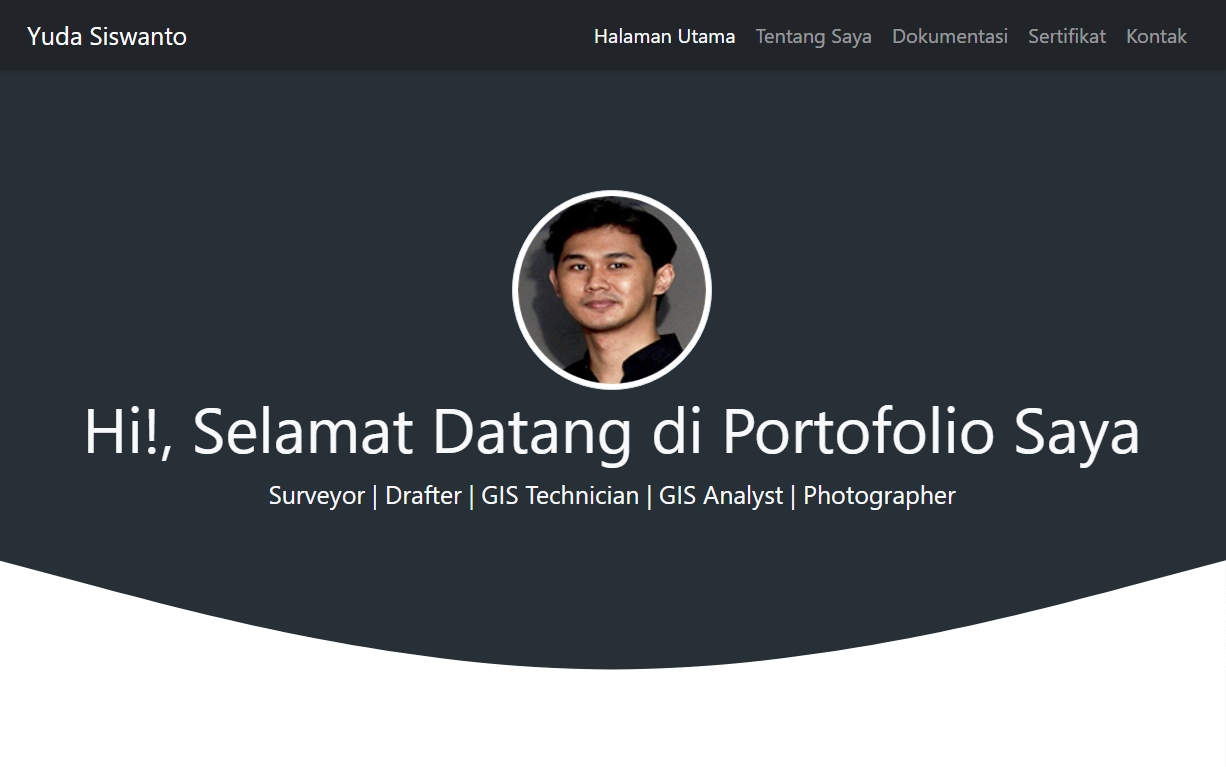 Yuda Siswanto
Halaman Utama Tentang Saya Dokumentasi Sertifikat Kontak
Hi!, Selamat Datang di Portofolio Saya
Surveyor | Drafter | GIS Technician | GIS Analyst | Photographer